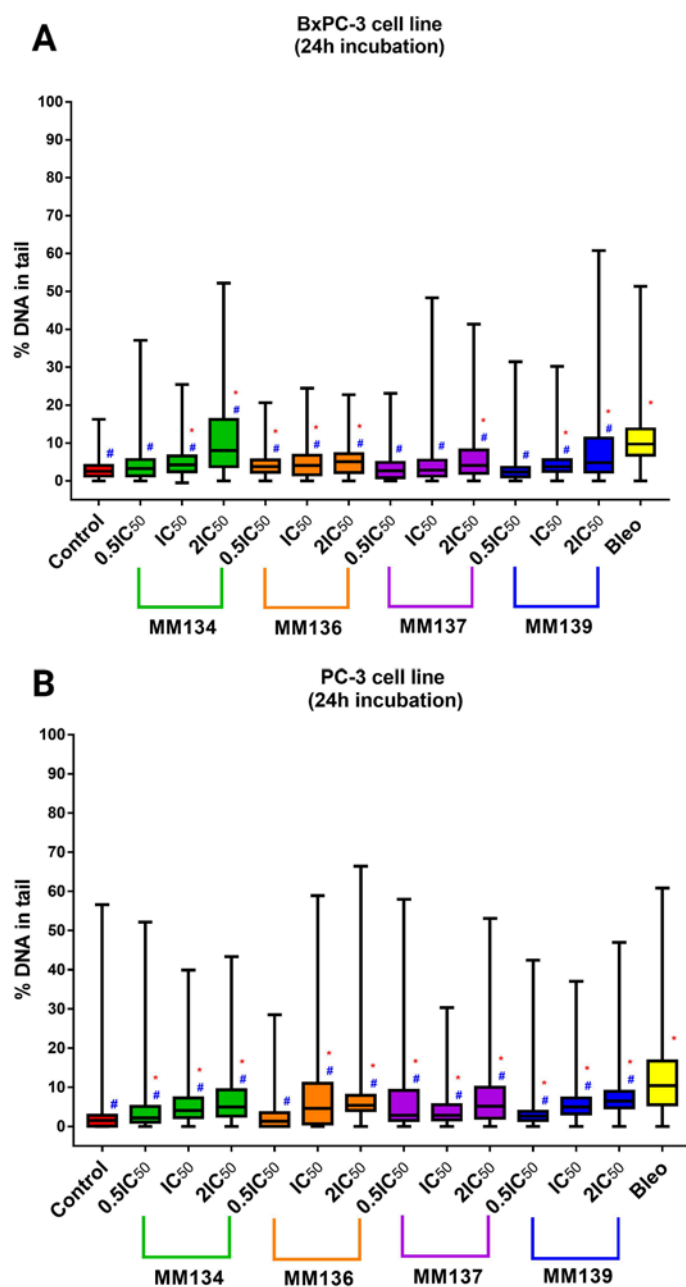 A
BxPC-3 cell line
(24h incubation)
% DNA in tail
100
90
80
70
60
50
40
30
20
10
0
#
#
*
#
*
#
*
#
*
#
*
#
#
#
*
#
#
*
#
*
#
*
Control
0.5IC50
IC50
2IC50
0.5IC50
IC50
2IC50
0.5IC50
IC50
2IC50
0.5IC50
IC50
2IC50
Bleo
MM134
MM136
MM137
MM139
B
PC-3 cell line
(24h incubation)
% DNA in tail
100
90
80
70
60
50
40
30
20
10
0
#
*
#
*
#
*
#
#
*
#
*
#
*
#
*
#
*
#
*
#
*
#
*
#
*
Control
0.5IC50
IC50
2IC50
0.5IC50
IC50
2IC50
0.5IC50
IC50
2IC50
0.5IC50
IC50
2IC50
Bleo
MM134
MM136
MM137
MM139